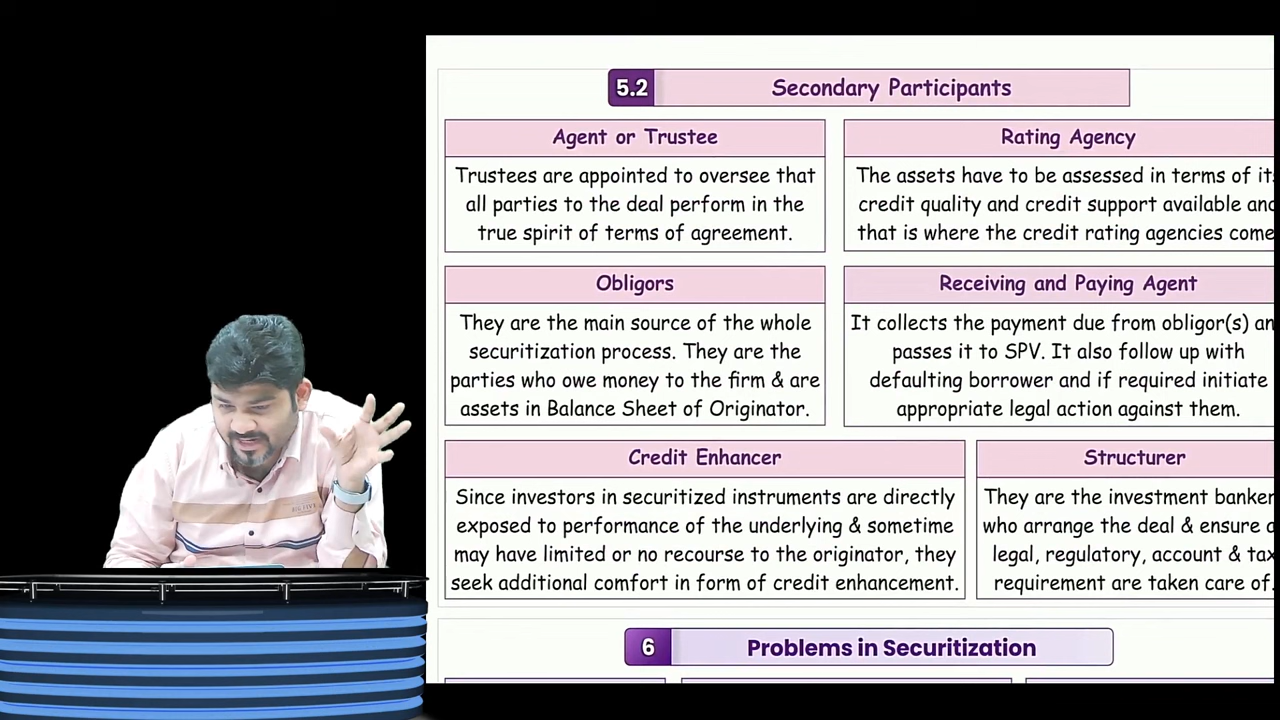 5.2 Secondary Participants
Agent or Trustee
Trustees are appointed to oversee that
all parties to the deal perform in the
true spirit of terms of agreement.
Rating Agency
The assets have to be assessed in terms of it
credit quality and credit support available and
that is where the credit rating agencies come
Obligors
They are the main source of the whole
securitization process. They are the
parties who owe money to the firm & are
assets in Balance Sheet of Originator.
Receiving and Paying Agent
It collects the payment due from obligor(s) an
passes it to SPV. It also follow up with
defaulting borrower and if required initiate
appropriate legal action against them.
Credit Enhancer
Since investors in securitized instruments are directly
exposed to performance of the underlying & sometime
may have limited or no recourse to the originator, they
seek additional comfort in form of credit enhancement.
Structurer
They are the investment banker
who arrange the deal & ensure a
legal, regulatory, account & tax
requirement are taken care of.
6 Problems in Securitization